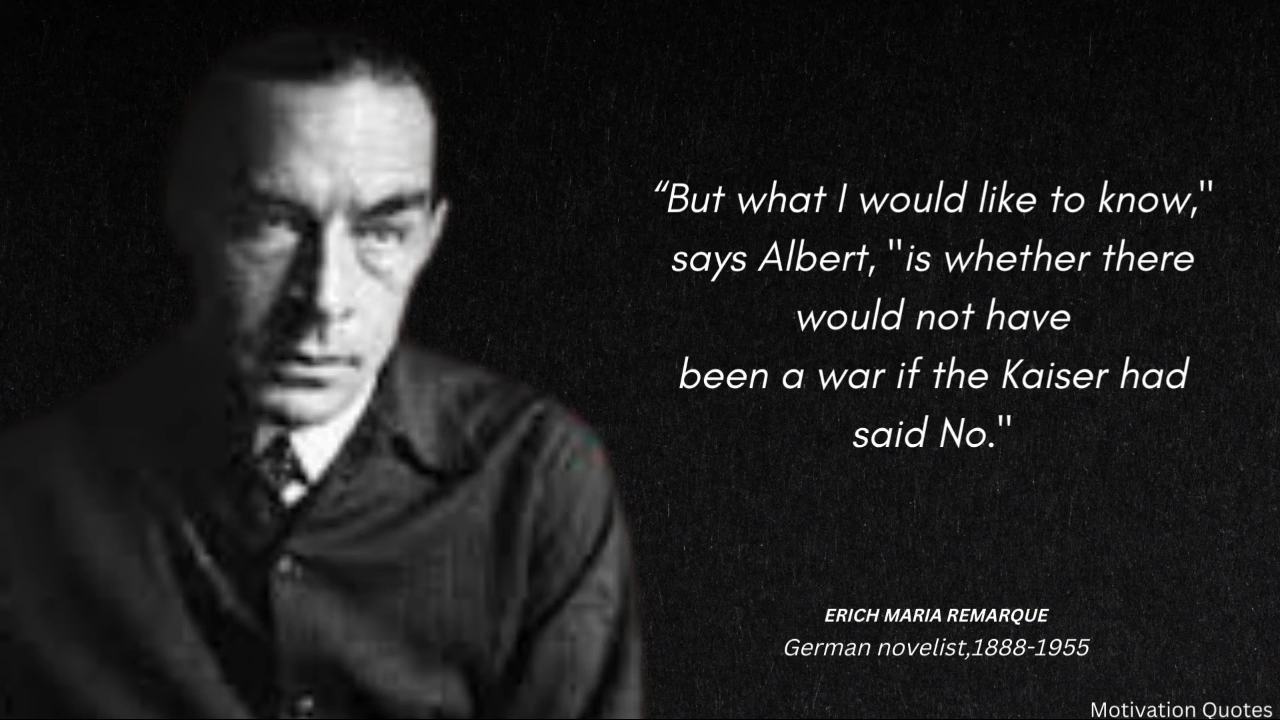 “But what I would like to know,"
says Albert, "is whether there
would not have
been a war if the Kaiser had
said No."
ERICH MARIA REMARQUE
German novelist,1888-1955
Motivation Quotes